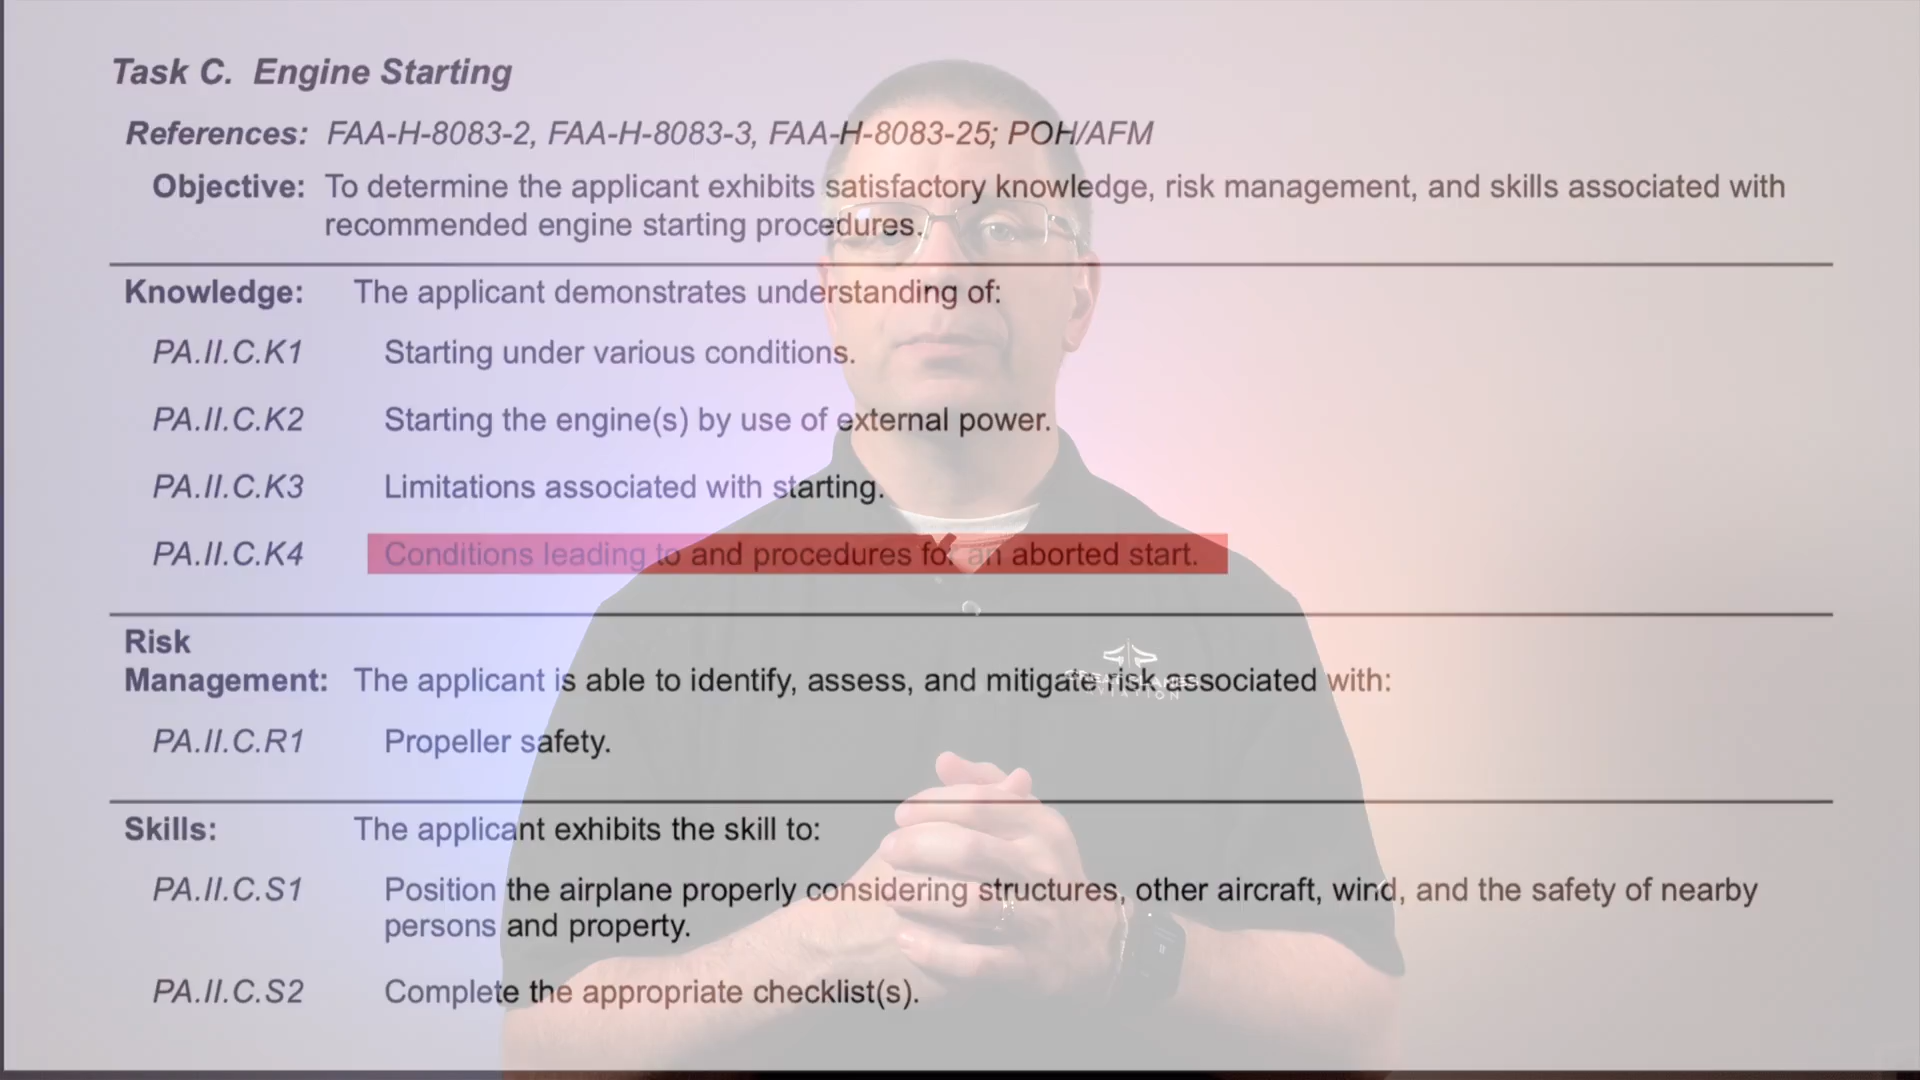 Task C. Engine Starting
References: FAA-H-8083-2, FAA-H-8083-3, FAA-H-8083-25; POH/AFM
Objective: To determine the applicant exhibits satisfactory knowledge, risk management, and skills associated with
recommended engine starting procedures.
Knowledge: The applicant demonstrates understanding of:
PA.II.C.K1 Starting under various conditions.
PA.II.C.K2 Starting the engine(s) by use of external power.
PA.II.C.K3 Limitations associated with starting.
PA.II.C.K4 Conditions leading to and procedures for an aborted start.
Risk
Management: The applicant is able to identify, assess, and mitigate risk associated with:
AVIATION
PA.II.C.R1 Propeller safety.
Skills: The applicant exhibits the skill to:
PA.II.C.S1 Position the airplane properly considering structures, other aircraft, wind, and the safety of nearby
persons and property.
PA.II.C.S2 Complete the appropriate checklist(s).